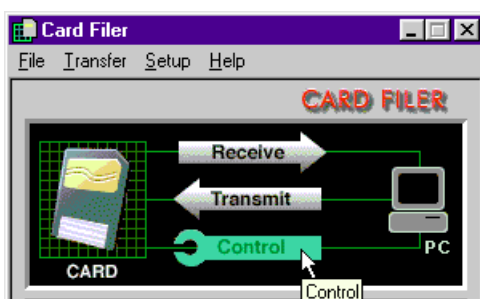 Card Filer
File Transfer Setup Help
CARD FILER
Receive
Transmit
Control
PC
CARD
Control